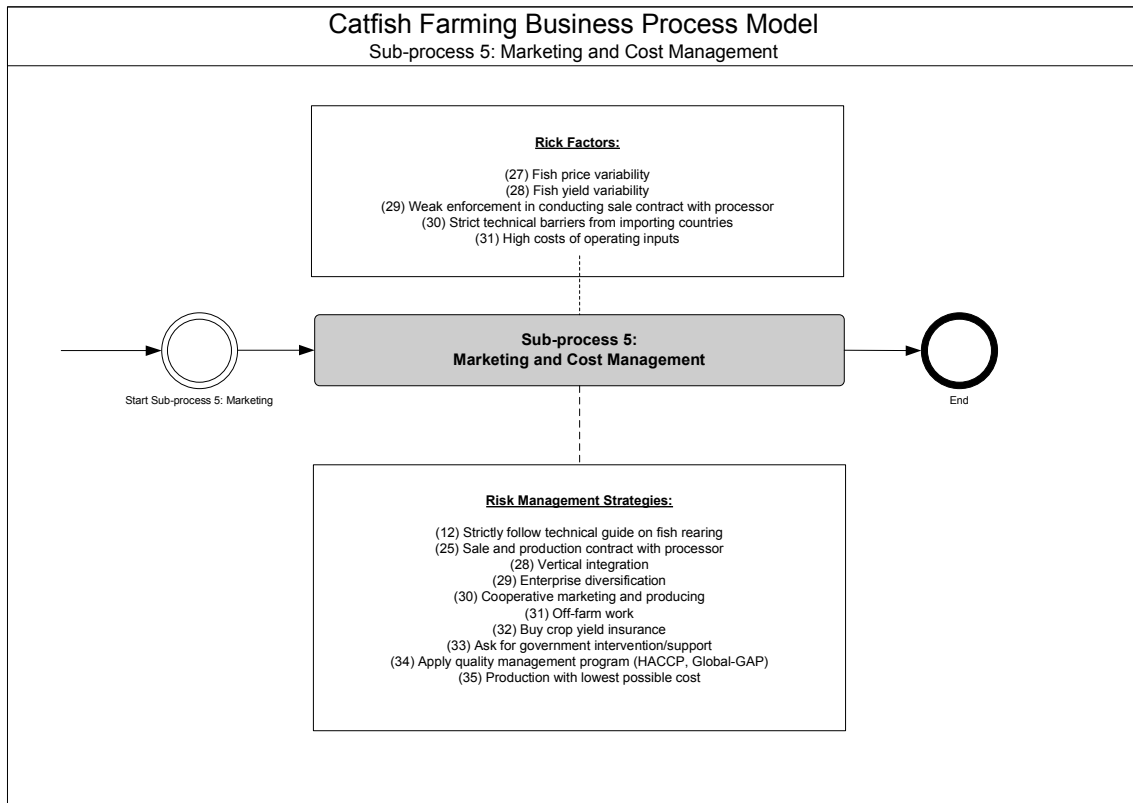 Catfish Farming Business Process Model
Sub-process 5: Marketing and Cost Management
Rick Factors:
(27) Fish price variability
(28) Fish yield variability
(29) Weak enforcement in conducting sale contract with processor
(30) Strict technical barriers from importing countries
(31) High costs of operating inputs
Sub-process 5:
Marketing and Cost Management
Start Sub-process 5: Marketing
End
Risk Management Strategies:
(12) Strictly follow technical guide on fish rearing
(25) Sale and production contract with processor
(28) Vertical integration
(29) Enterprise diversification
(30) Cooperative marketing and producing
(31) Off-farm work
(32) Buy crop yield insurance
(33) Ask for government intervention/support
(34) Apply quality management program (HACCP, Global-GAP)
(35) Production with lowest possible cost